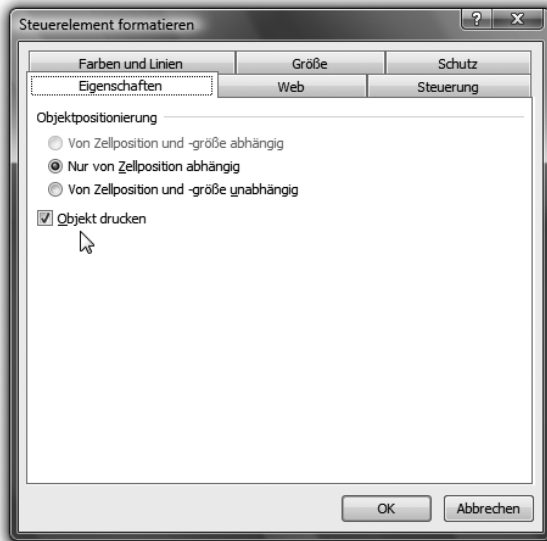 Steuerelement formatieren
? X
Farben und Linien Größe Schutz
Eigenschaften Web Steuerung
Objektpositionierung
Von Zellposition und -größe abhängig
Nur von Zellposition abhängig
Von Zellposition und -größe unabhängig
Objekt drucken
OK Abbrechen